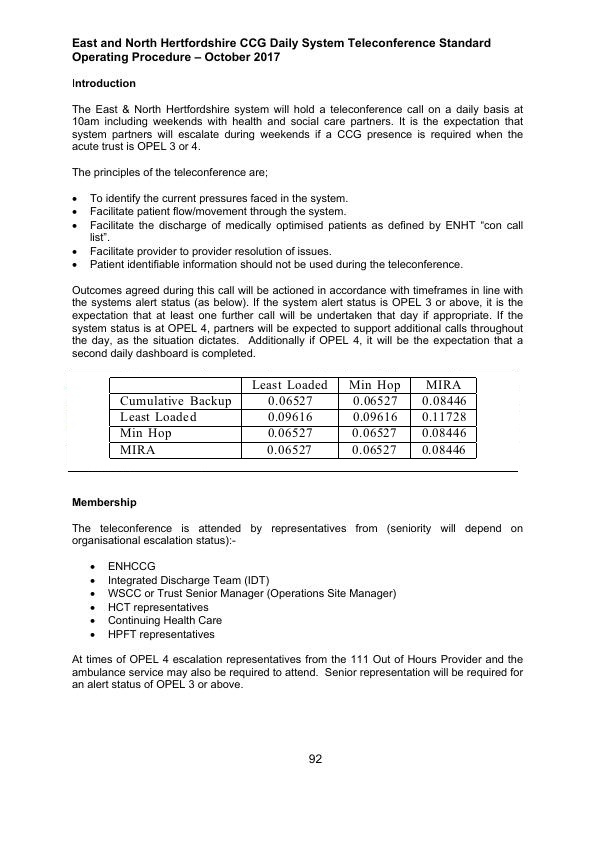 East and North Hertfordshire CCG Daily System Teleconference Standard
Operating Procedure – October 2017
Introduction
The East & North Hertfordshire system will hold a teleconference call on a daily basis at
10am including weekends with health and social care partners. It is the expectation that
system partners will escalate during weekends if a CCG presence is required when the
acute trust is OPEL 3 or 4.
The principles of the teleconference are;
• To identify the current pressures faced in the system.
• Facilitate patient flow/movement through the system.
• Facilitate the discharge of medically optimised patients as defined by ENHT “con call
list”.
• Facilitate provider to provider resolution of issues.
• Patient identifiable information should not be used during the teleconference.
Outcomes agreed during this call will be actioned in accordance with timeframes in line with
the systems alert status (as below). If the system alert status is OPEL 3 or above, it is the
expectation that at least one further call will be undertaken that day if appropriate. If the
system status is at OPEL 4, partners will be expected to support additional calls throughout
the day, as the situation dictates. Additionally if OPEL 4, it will be the expectation that a
second daily dashboard is completed.
Least Loaded Min Hop MIRA
Cumulative Backup 0.06527 0.06527 0.08446
Least Loaded 0.09616 0.09616 0.11728
Min Hop 0.06527 0.06527 0.08446
MIRA 0.06527 0.06527 0.08446
Membership
The teleconference is attended by representatives from (seniority will depend on
organisational escalation status):-
• ENHCCG
• Integrated Discharge Team (IDT)
• WSCC or Trust Senior Manager (Operations Site Manager)
• HCT representatives
• Continuing Health Care
• HPFT representatives
At times of OPEL 4 escalation representatives from the 111 Out of Hours Provider and the
ambulance service may also be required to attend. Senior representation will be required for
an alert status of OPEL 3 or above.
92